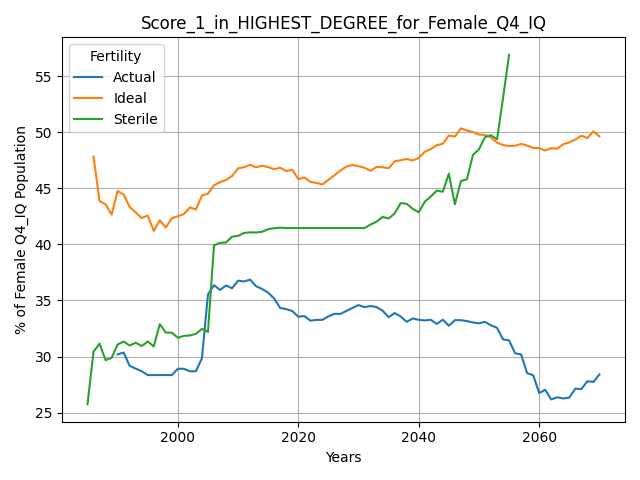 Score_1_in_HIGHEST_DEGREE_for_Female_Q4_IQ
Fertility
Actual
Ideal
Sterile
% of Female Q4_IQ Population
55
50
45
40
35
30
25
2000
2020
2040
2060
Years